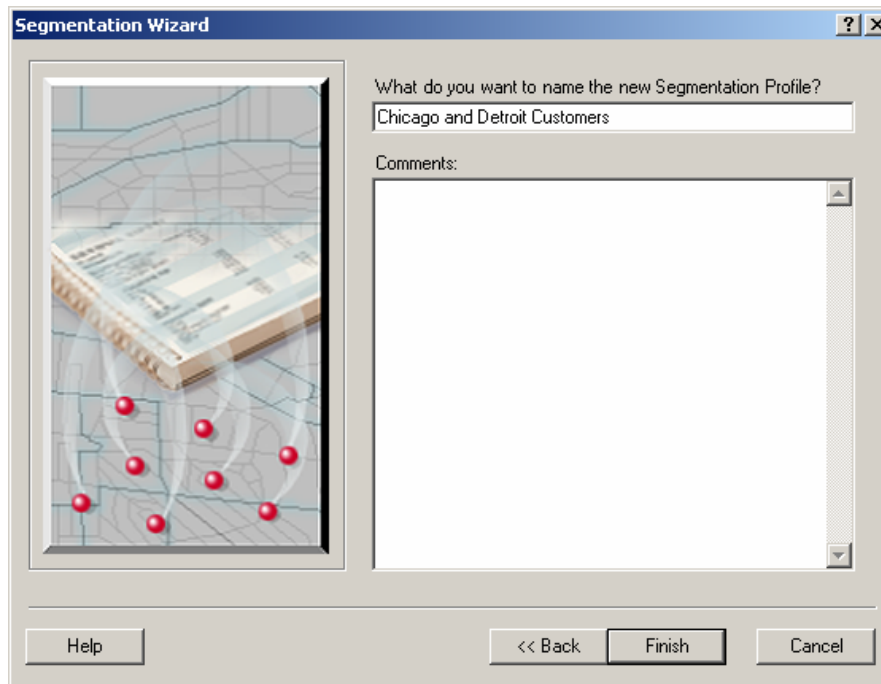 Segmentation Wizard
What do you want to name the new Segmentation Profile?
Chicago and Detroit Customers
Comments:
Help
<< Back
Finish
Cancel